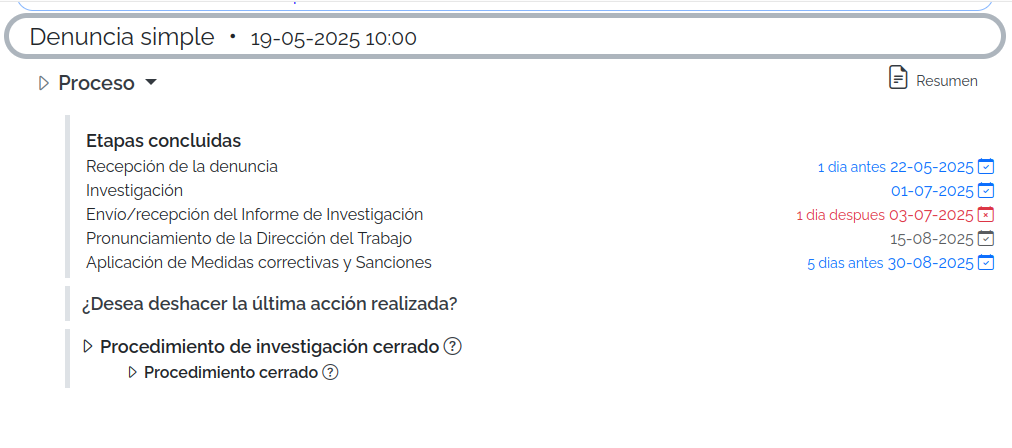 Denuncia simple • 19-05-2025 10:00
Proceso
Resumen
Etapas concluidas
Recepción de la denuncia 1 dia antes 22-05-2025
Investigación 01-07-2025
Envío/recepción del Informe de Investigación 1 dia despues 03-07-2025
Pronunciamiento de la Dirección del Trabajo 15-08-2025
Aplicación de Medidas correctivas y Sanciones 5 dias antes 30-08-2025
¿Desea deshacer la última acción realizada?
Procedimiento de investigación cerrado ?
Procedimiento cerrado ?